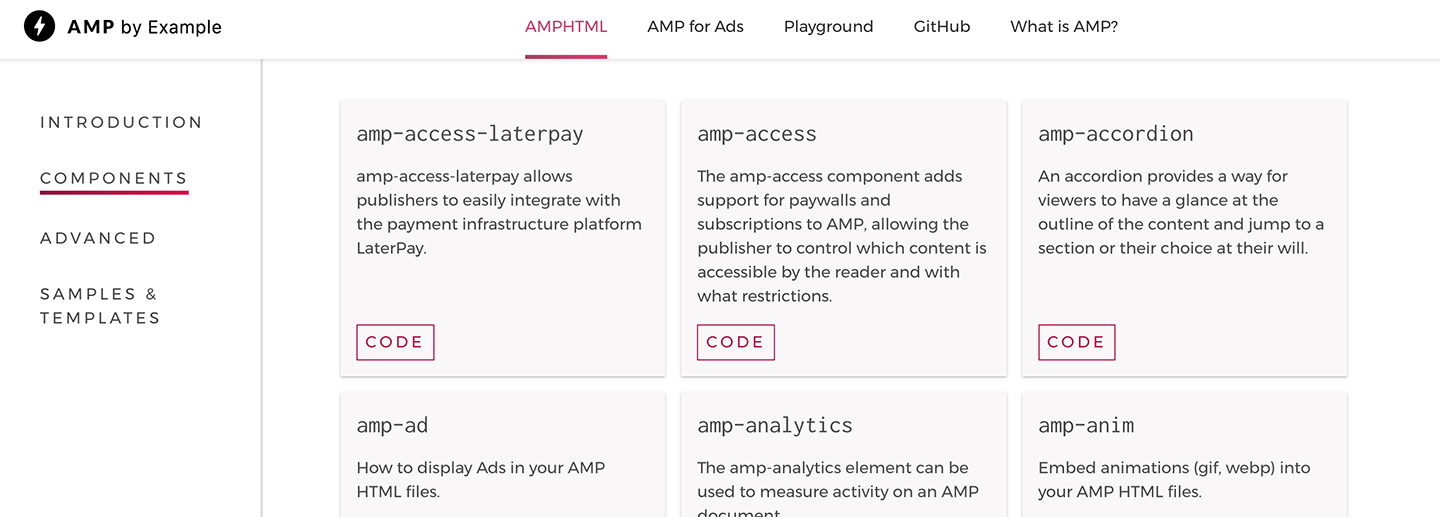 AMP by Example
AMPHTML
AMP for Ads
Playground
GitHub
What is AMP?
INTRODUCTION
COMPONENTS
ADVANCED
SAMPLES &
TEMPLATES
amp-access-laterpay
amp-access-laterpay allows
publishers to easily integrate with
the payment infrastructure platform
LaterPay.
CODE
amp-access
The amp-access component adds
support for paywalls and
subscriptions to AMP, allowing the
publisher to control which content is
accessible by the reader and with
what restrictions.
CODE
amp-accordion
An accordion provides a way for
viewers to have a glance at the
outline of the content and jump to a
section or their choice at their will.
CODE
amp-ad
How to display Ads in your AMP
HTML files.
amp-analytics
The amp-analytics element can be
used to measure activity on an AMP
document.
amp-anim
Embed animations (gif, webp) into
your AMP HTML files.